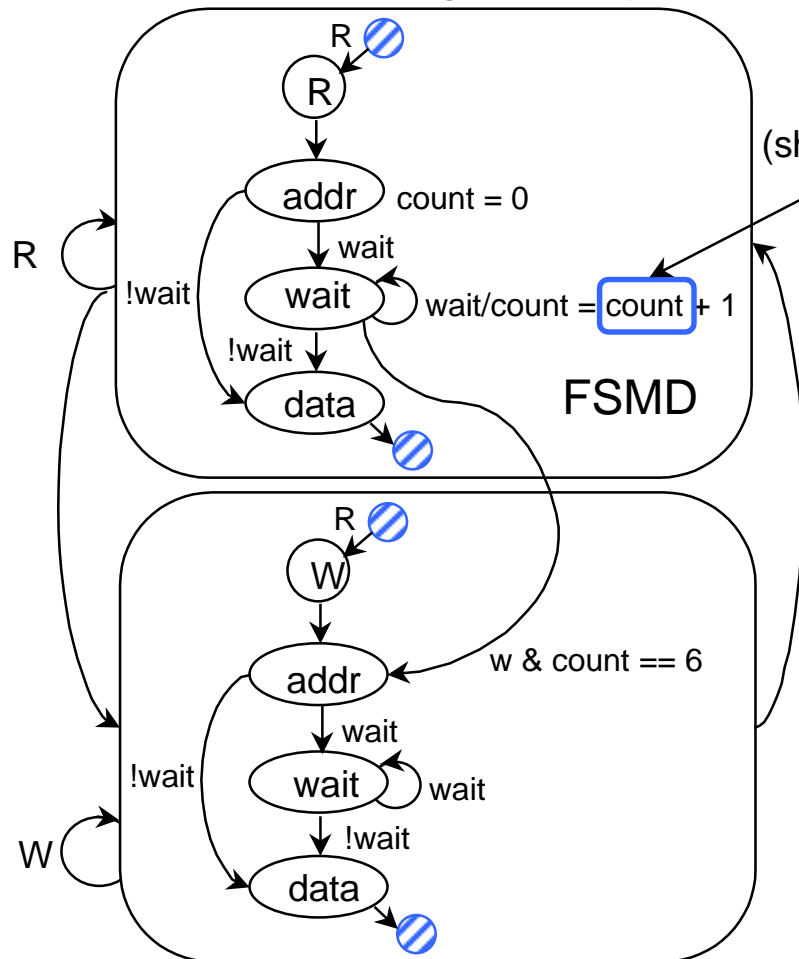 R
R
addr
count = 0
(sh
wait
R
!wait
wait
wait/count = count + 1
!wait
data
FSMD
R
W
addr
w & count == 6
wait
!wait
wait
wait
!wait
W
data